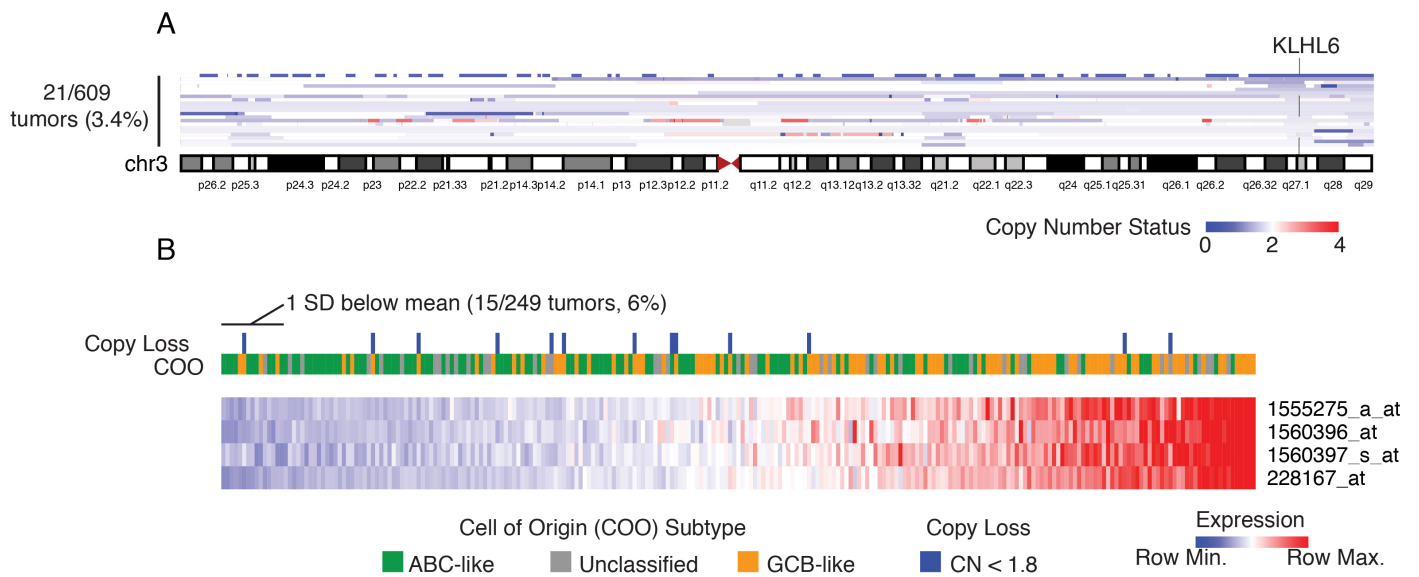 A
KLHL6
21/609
tumors (3.4%)
chr3
p26.2 p25.3 p24.3 p24.2 p23 p22.2 p21.33 p21.2 p14.3 p14.2 p14.1 p13 p12.3 p12.2 p11.2 q11.2 q12.2 q13.12 q13.2 q13.32 q21.2 q22.1 q22.3 q24 q25.1 q25.31 q26.1 q26.2 q26.32 q27.1 q28 q29
Copy Number Status
0 2 4
B
1 SD below mean (15/249 tumors, 6%)
Copy Loss
COO
1555275_a_at
1560396_at
1560397_s_at
228167_at
Cell of Origin (COO) Subtype
ABC-like Unclassified GCB-like
Copy Loss
CN < 1.8
Expression
Row Min. Row Max.